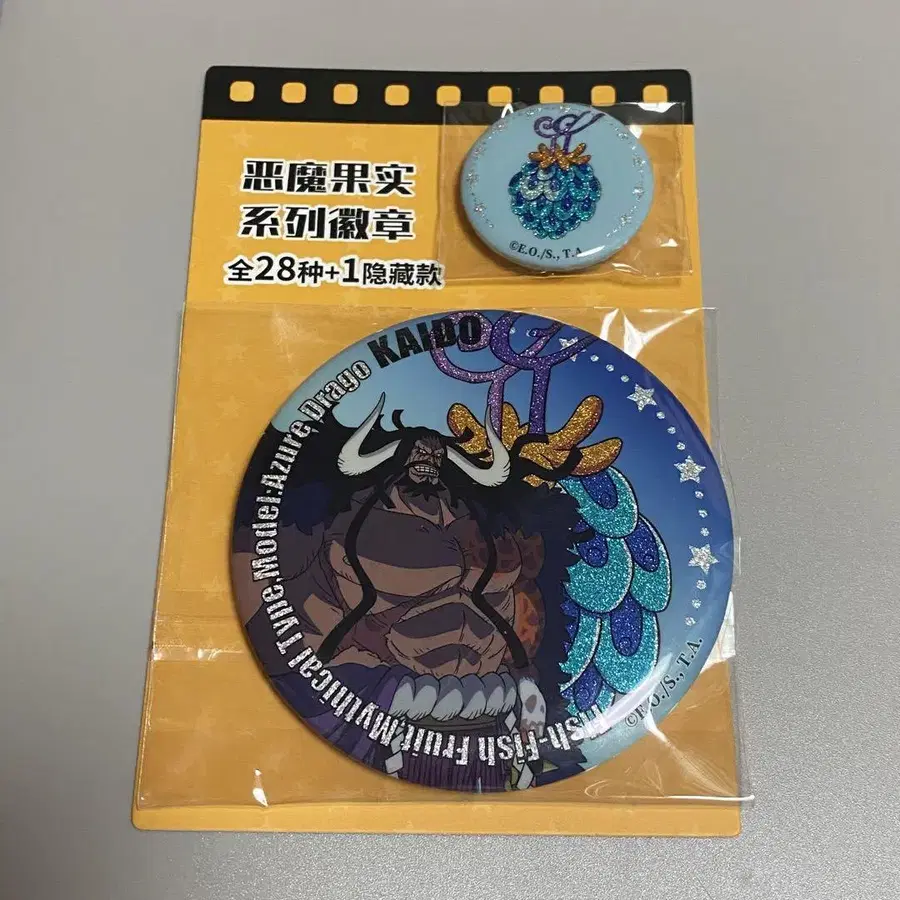 恶魔果实
系列徽章
全28种+1隐藏款
©E.O./S., T.A
KAIDO
Fish-Fish Fruit,Mythical Type,Model:Azure Drago
©E.O./S., T.A.